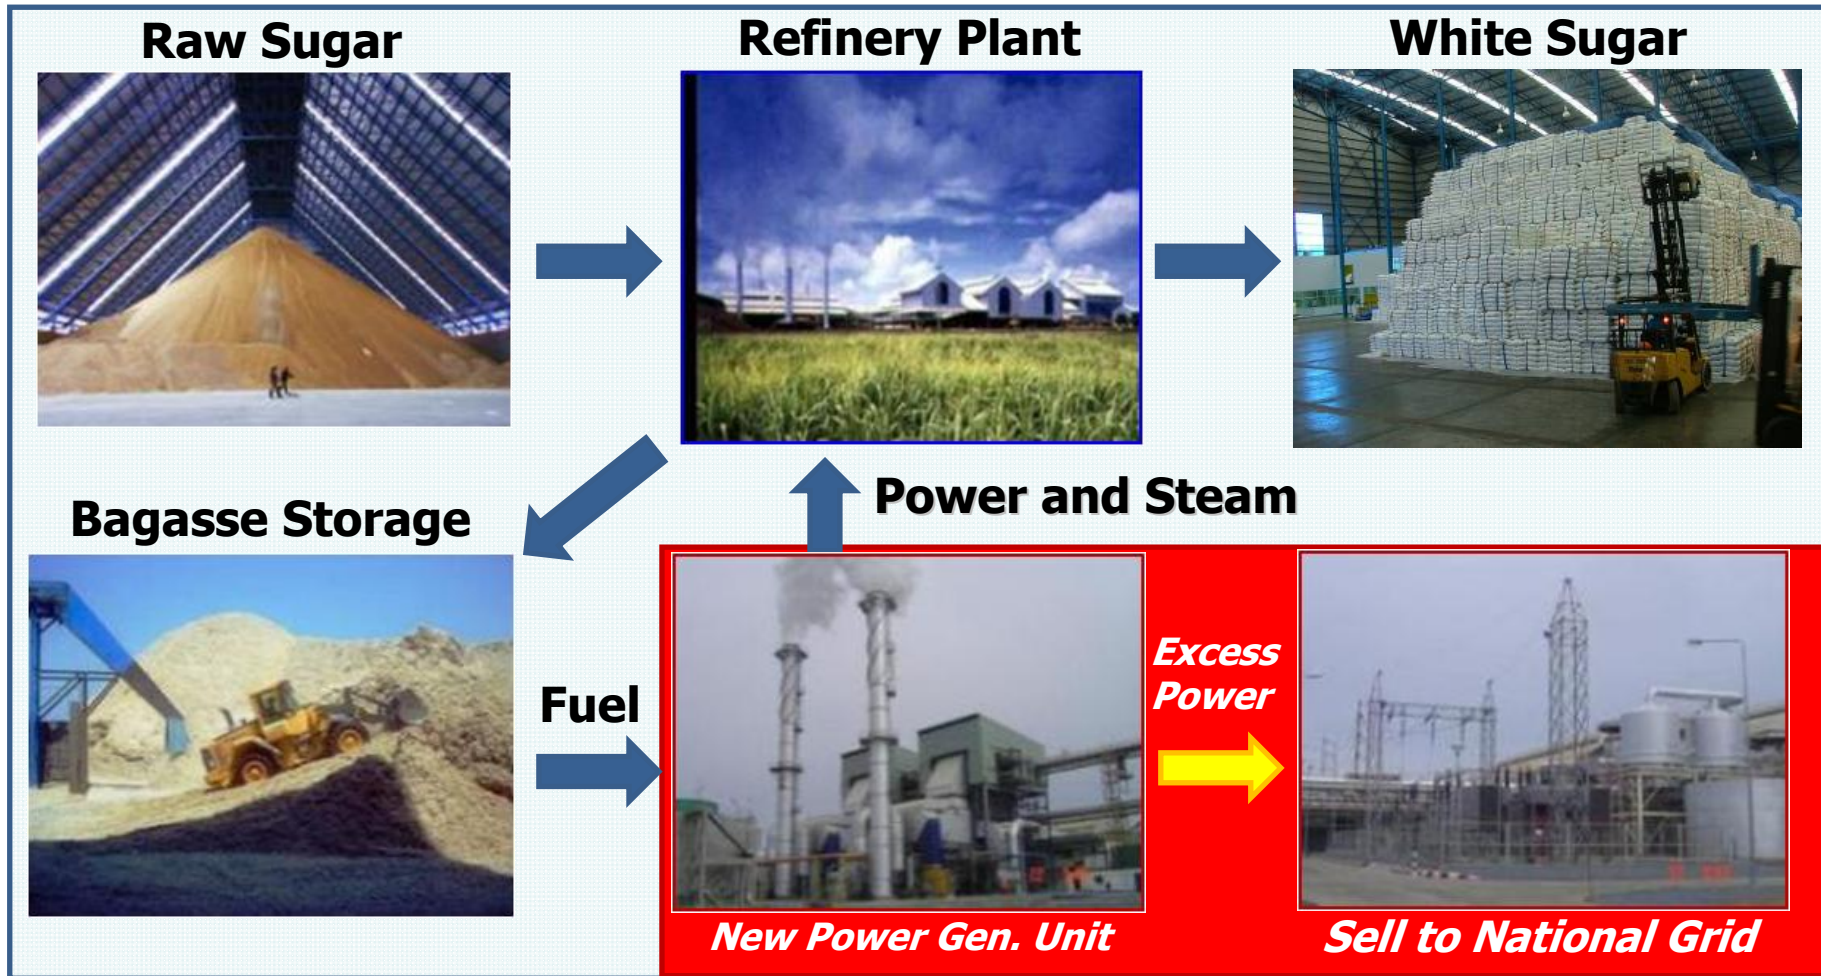 Raw Sugar
Refinery Plant
White Sugar
Bagasse Storage
Power and Steam
Fuel
Excess
Power
New Power Gen. Unit
Sell to National Grid